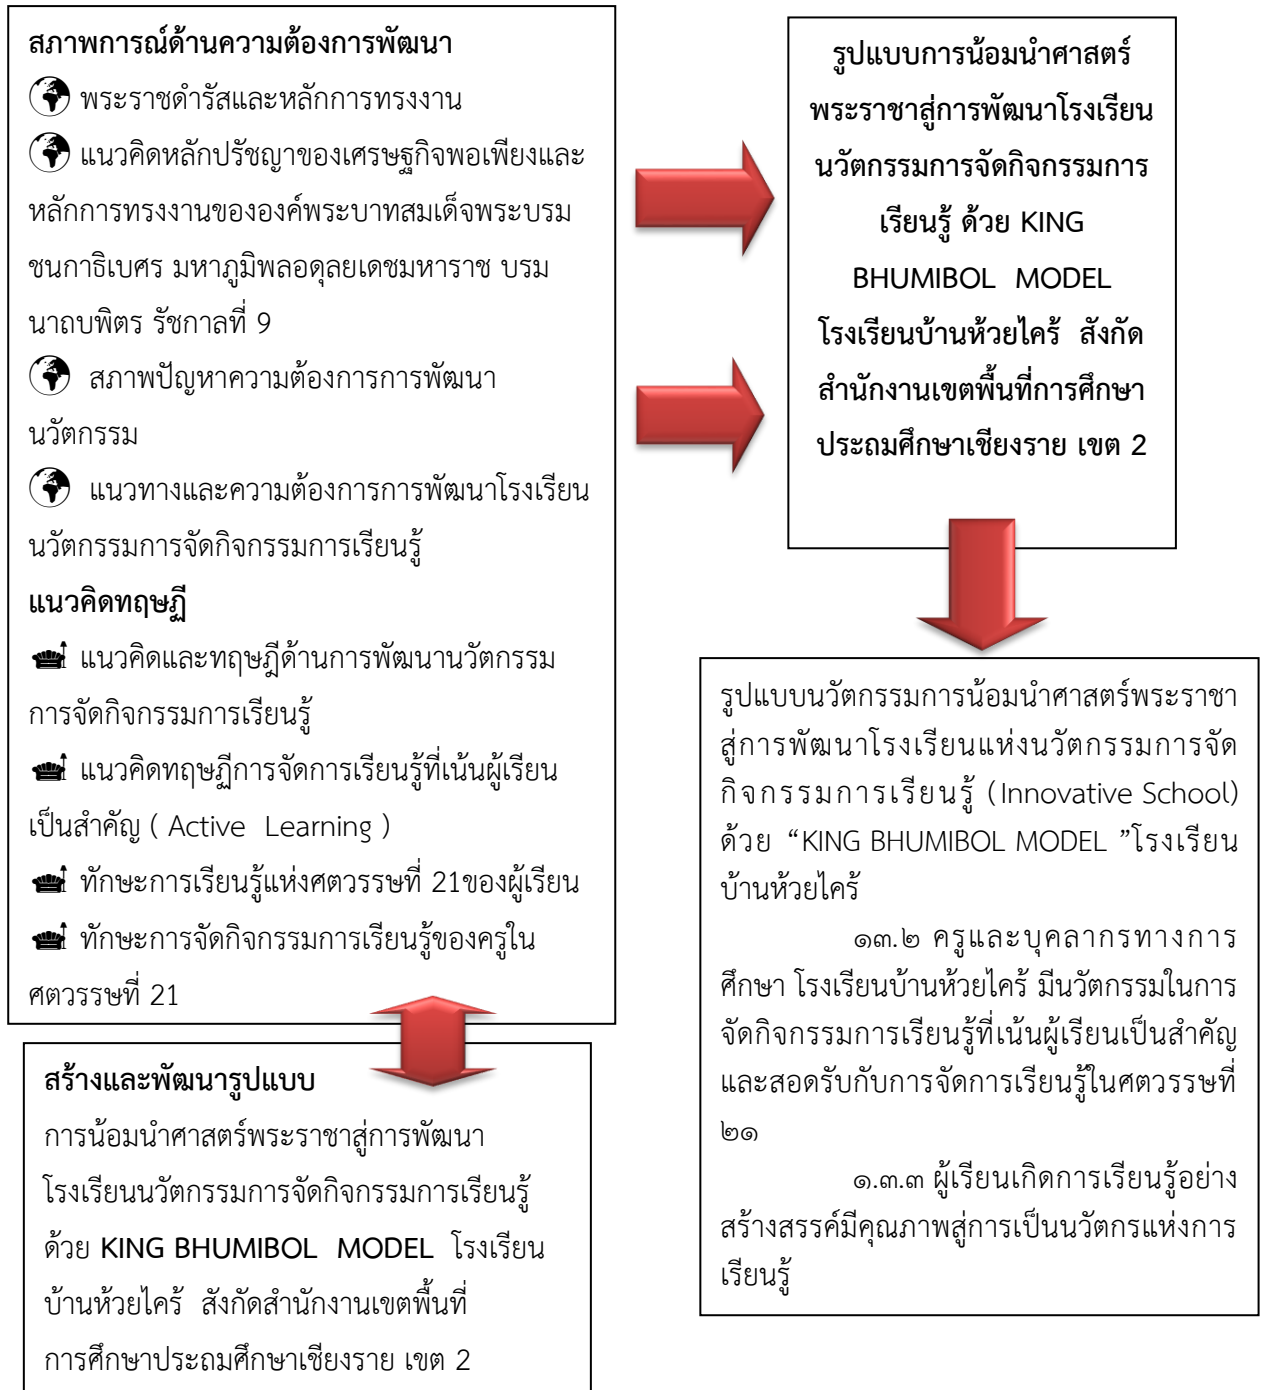 สภาพการณ์ด้านความต้องการพัฒนา
พระราชดำรัสและหลักการทรงงาน
แนวคิดหลักปรัชญาของเศรษฐกิจพอเพียงและ
หลักการทรงงานขององค์พระบาทสมเด็จพระบรม
ชนกาธิเบศร มหาภูมิพลอดุลยเดชมหาราช บรม
นาถบพิตร รัชกาลที่ 9
สภาพปัญหาความต้องการการพัฒนา
นวัตกรรม
แนวทางและความต้องการการพัฒนาโรงเรียน
นวัตกรรมการจัดกิจกรรมการเรียนรู้
แนวคิดทฤษฎี
แนวคิดและทฤษฎีด้านการพัฒนานวัตกรรม
การจัดกิจกรรมการเรียนรู้
แนวคิดทฤษฏีการจัดการเรียนรู้ที่เน้นผู้เรียน
เป็นสำคัญ ( Active Learning )
ทักษะการเรียนรู้แห่งศตวรรษที่ 21ของผู้เรียน
ทักษะการจัดกิจกรรมการเรียนรู้ของครูใน
ศตวรรษที่ 21
สร้างและพัฒนารูปแบบ
การน้อมนำศาสตร์พระราชาสู่การพัฒนา
โรงเรียนนวัตกรรมการจัดกิจกรรมการเรียนรู้
ด้วย KING BHUMIBOL MODEL โรงเรียน
บ้านห้วยไคร้ สังกัดสำนักงานเขตพื้นที่
การศึกษาประถมศึกษาเชียงราย เขต 2
รูปแบบการน้อมนำศาสตร์
พระราชาสู่การพัฒนาโรงเรียน
นวัตกรรมการจัดกิจกรรมการ
เรียนรู้ ด้วย KING
BHUMIBOL MODEL
โรงเรียนบ้านห้วยไคร้ สังกัด
สำนักงานเขตพื้นที่การศึกษา
ประถมศึกษาเชียงราย เขต 2
รูปแบบนวัตกรรมการน้อมนำศาสตร์พระราชา
สู่การพัฒนาโรงเรียนแห่งนวัตกรรมการจัด
กิจกรรมการเรียนรู้ (Innovative School)
ด้วย “KING BHUMIBOL MODEL ”โรงเรียน
บ้านห้วยไคร้
๑๓.๒ ครูและบุคลากรทางการ
ศึกษา โรงเรียนบ้านห้วยไคร้ มีนวัตกรรมในการ
จัดกิจกรรมการเรียนรู้ที่เน้นผู้เรียนเป็นสำคัญ
และสอดรับกับการจัดการเรียนรู้ในศตวรรษที่
๒๑
๑.๓.๓ ผู้เรียนเกิดการเรียนรู้อย่าง
สร้างสรรค์มีคุณภาพสู่การเป็นนวัตกรแห่งการ
เรียนรู้